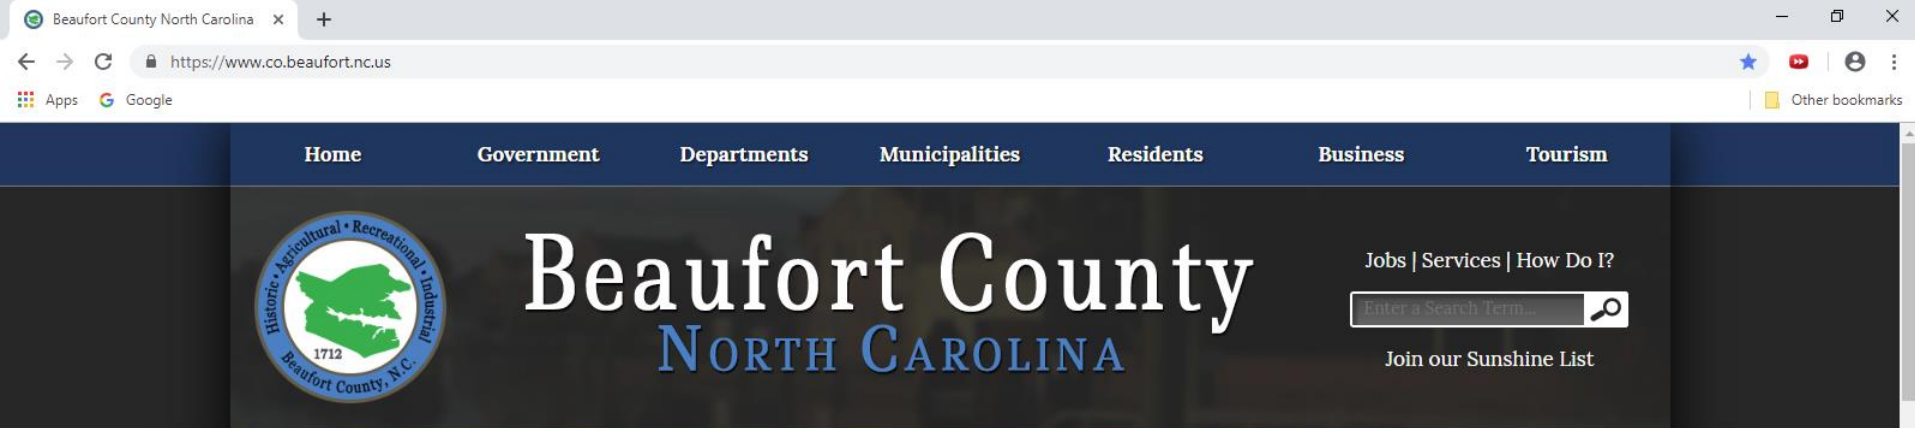 Beaufort County North Carolina
https://www.co.beaufort.nc.us
Apps Google Other bookmarks
Home Government Departments Municipalities Residents Business Tourism
Historic • Agricultural • Recreational • Industrial
1712
Beaufort County, N.C.
Beaufort County
North Carolina
Jobs | Services | How Do I?
Enter a Search Term...
Join our Sunshine List